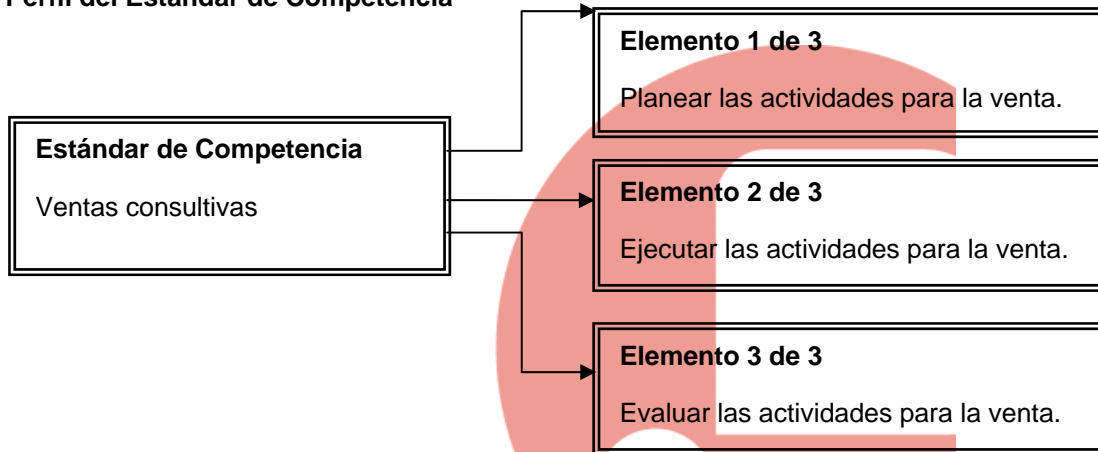 Perfil del Estándar de Competencia
Elemento 1 de 3
Planear las actividades para la venta.
Estándar de Competencia
Ventas consultivas
Elemento 2 de 3
Ejecutar las actividades para la venta.
Elemento 3 de 3
Evaluar las actividades para la venta.